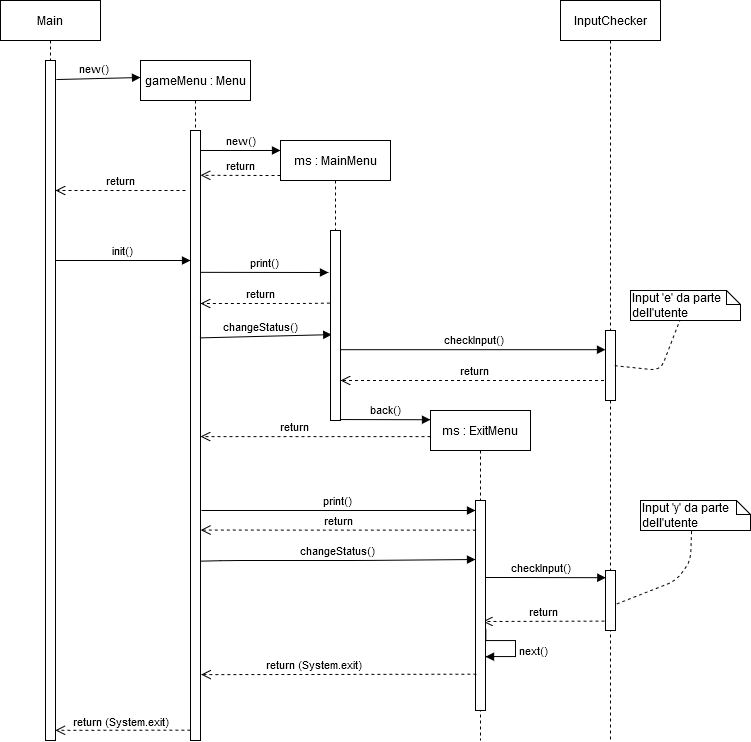 Main
InputChecker
new()
gameMenu : Menu
new()
ms : MainMenu
return
return
init()
print()
return
Input 'e' da parte
dell'utente
changeStatus()
checkInput()
return
back()
return
ms : ExitMenu
print()
return
Input 'y' da parte
dell'utente
changeStatus()
checkInput()
return
next()
return (System.exit)
return (System.exit)